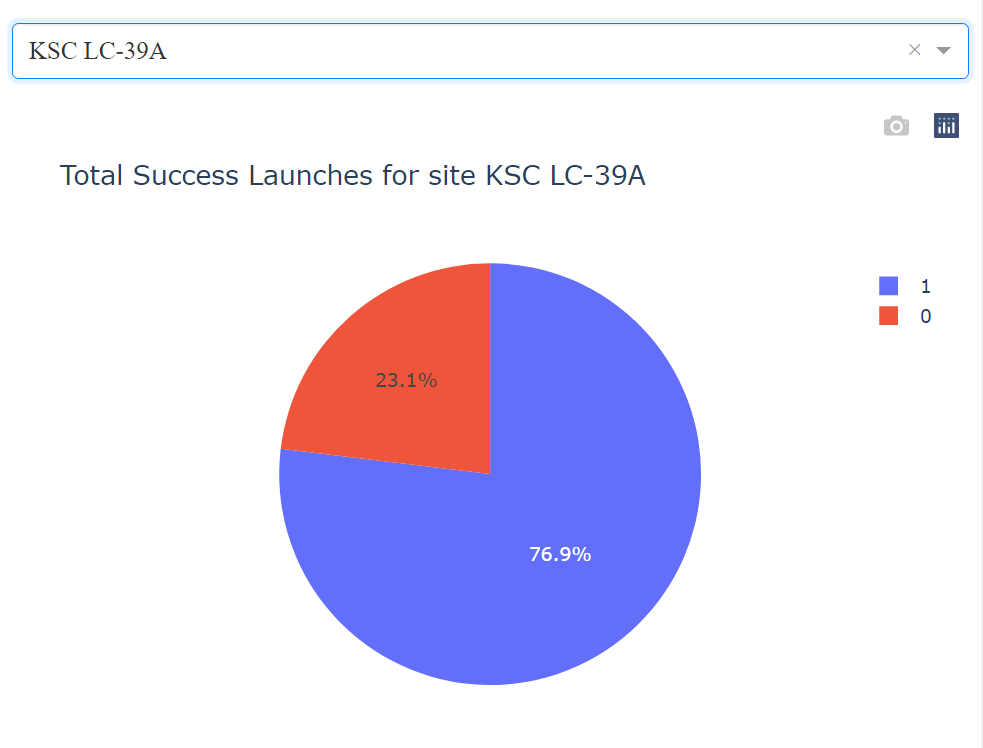 KSC LC-39A
Total Success Launches for site KSC LC-39A
1
0
23.1%
76.9%